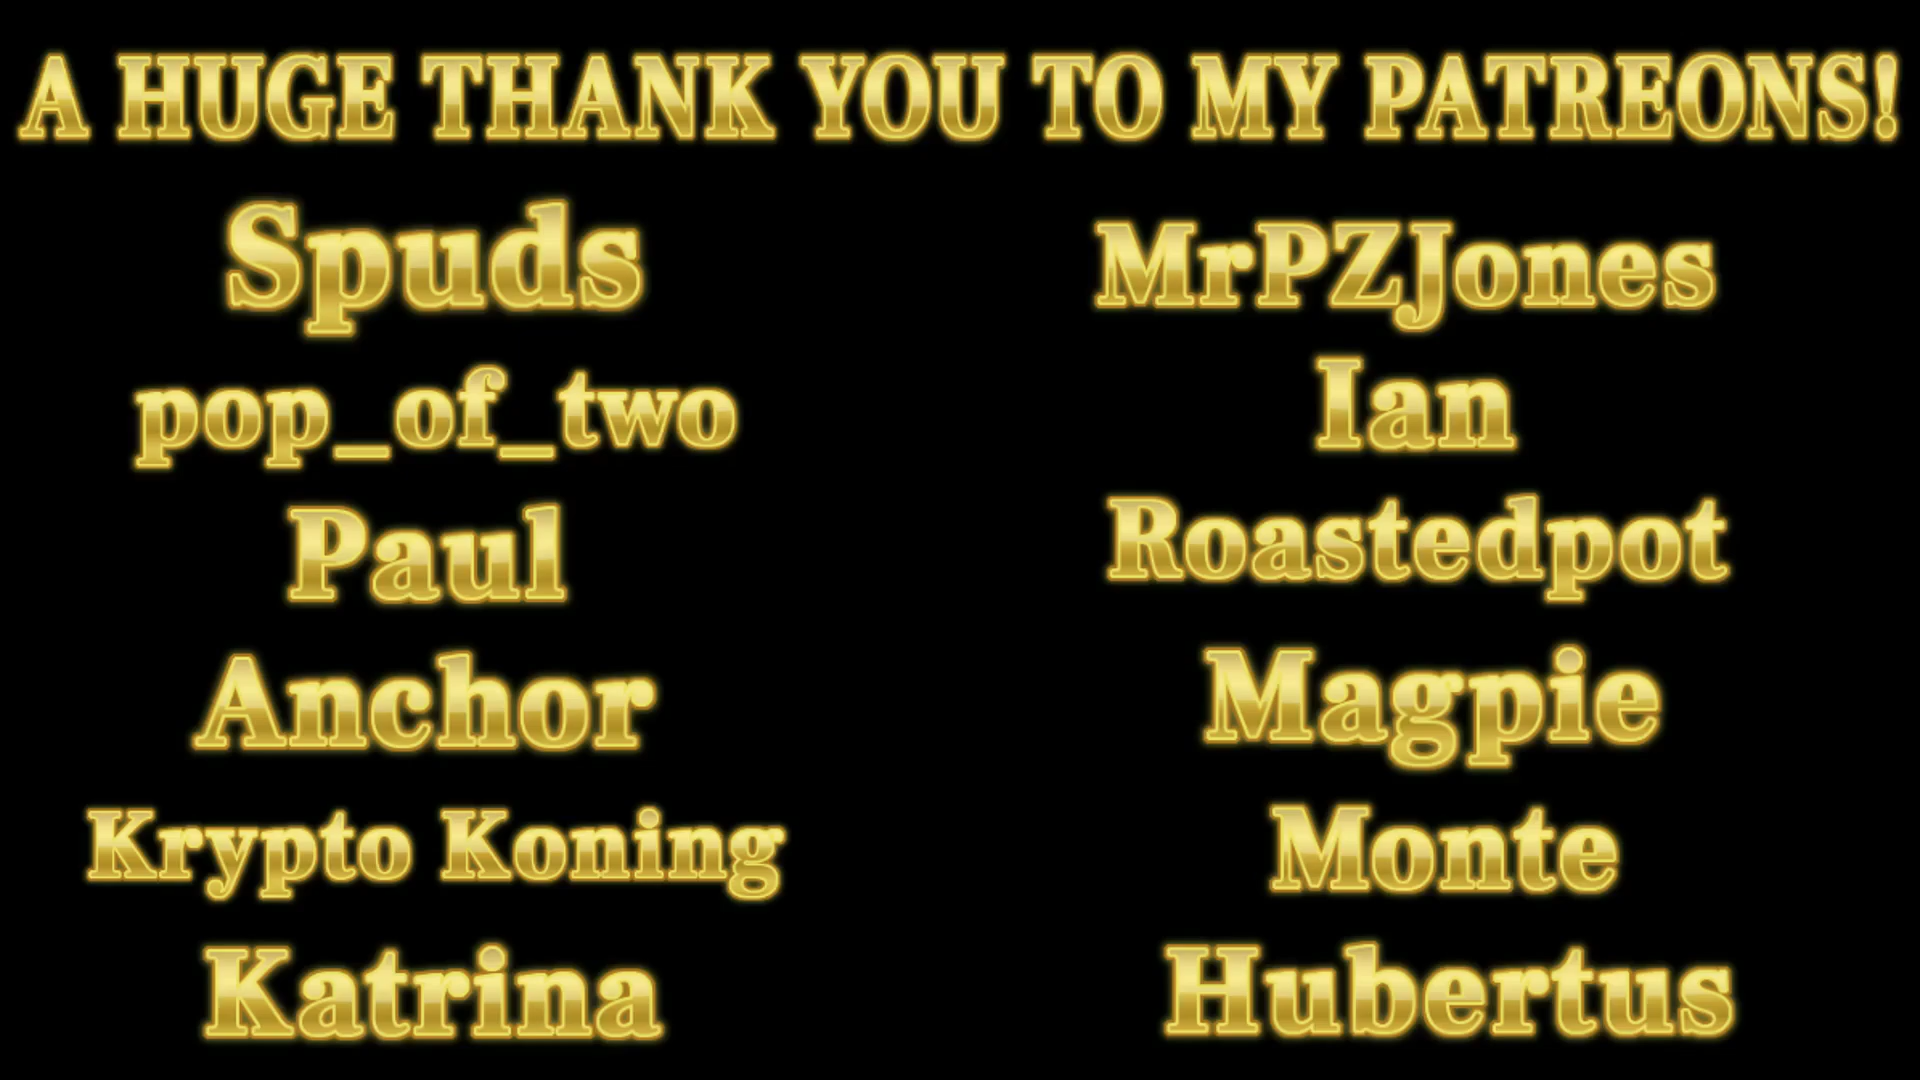 A HUGE THANK YOU TO MY PATREONS!
Spuds
MrPZJones
pop_of_two
Ian
Paul
Roastedpot
Anchor
Magpie
Krypto Koning
Monte
Katrina
Hubertus